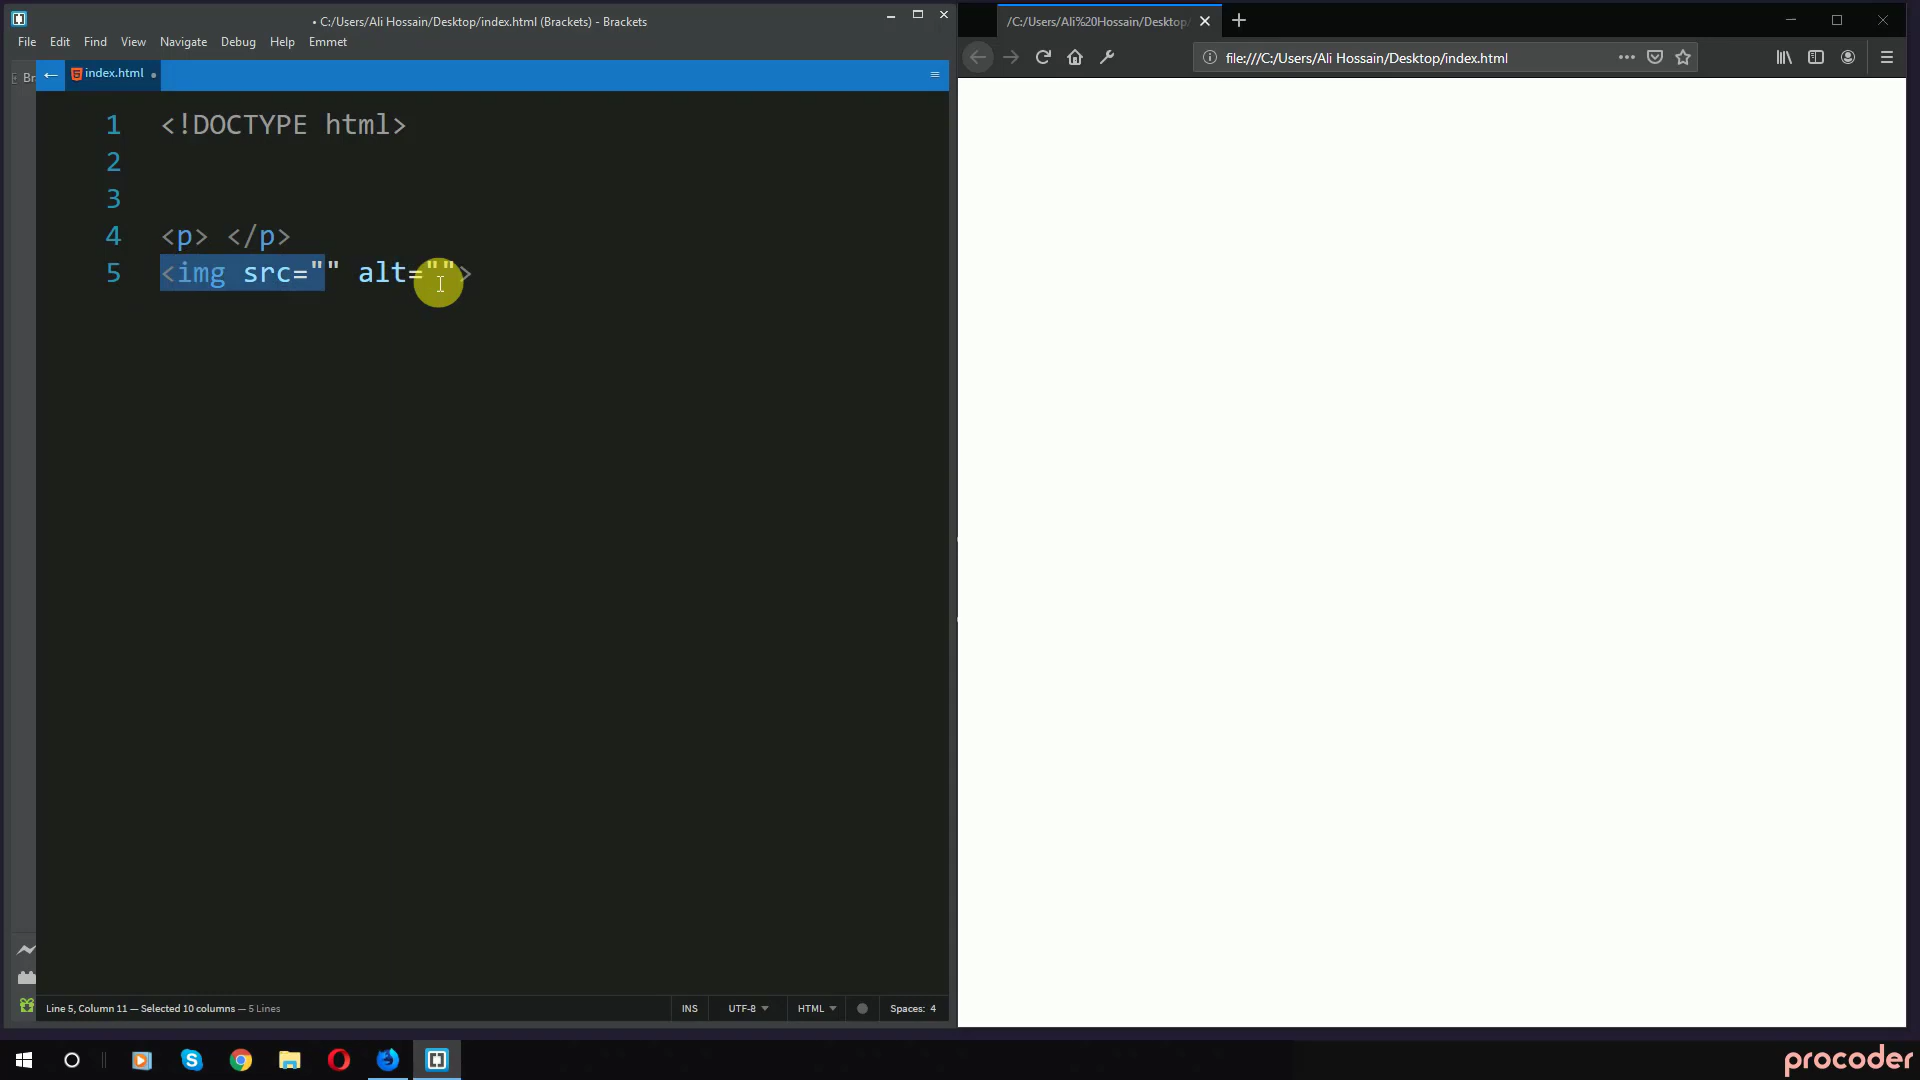 • C:/Users/Ali Hossain/Desktop/index.html (Brackets) - Brackets
File Edit Find View Navigate Debug Help Emmet
Br
index.html
1 <!DOCTYPE html>
2
3
4 <p> </p>
5 <img src="" alt="">
Line 5, Column 11 — Selected 10 columns — 5 Lines
INS UTF-8 HTML Spaces: 4
/C:/Users/Ali%20Hossain/Desktop/
file:///C:/Users/Ali Hossain/Desktop/index.html
procoder